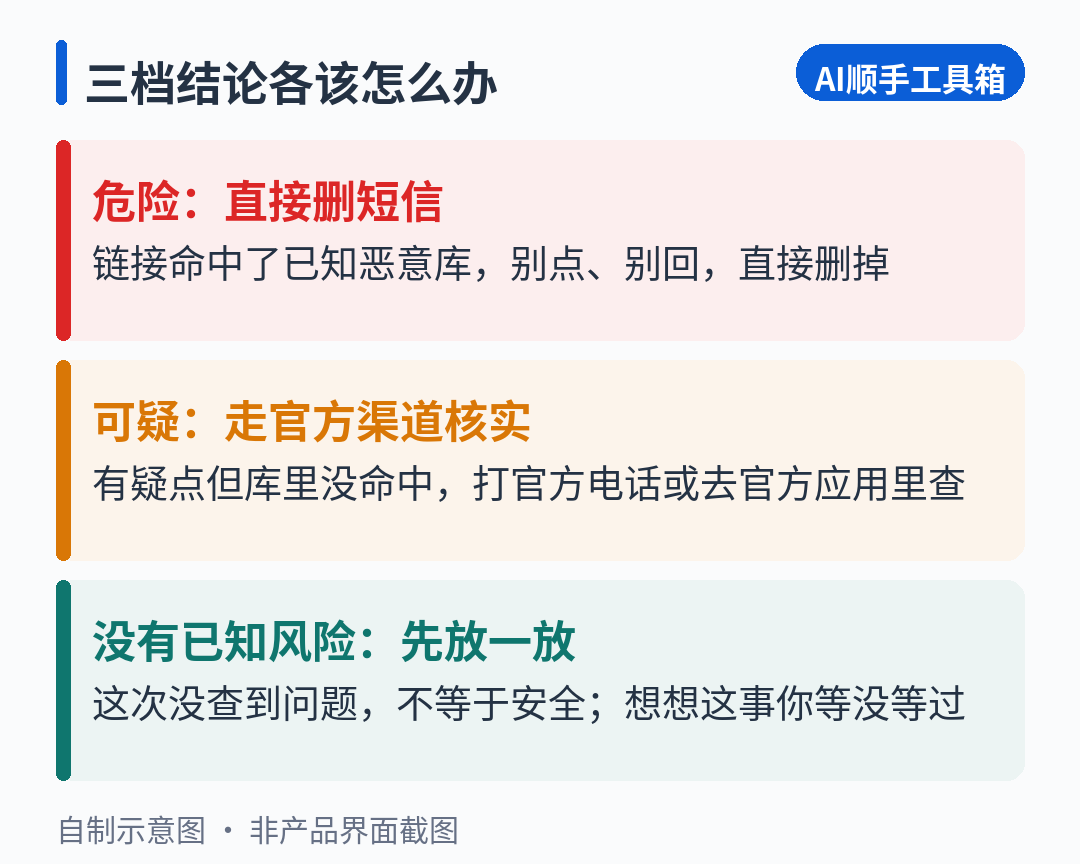 三档结论各该怎么办
AI顺手工具箱
危险：直接删短信
链接命中了已知恶意库，别点、别回，直接删掉
可疑：走官方渠道核实
有疑点但库里没命中，打官方电话或去官方应用里查
没有已知风险：先放一放
这次没查到问题，不等于安全；想想这事你等没等过
自制示意图 · 非产品界面截图